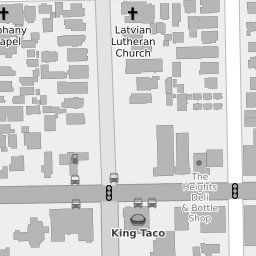 phany
apel
Latvian
Lutheran
Church
The
Heights
Deli
& Bottle
Shop
King Taco